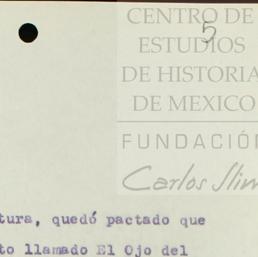 CENTRO DE
5
ESTUDIOS
DE HISTORIA
DE MEXICO
FUNDACIÓN
Carlos Slim
tura, quedó pactado que
to llamado El Ojo del